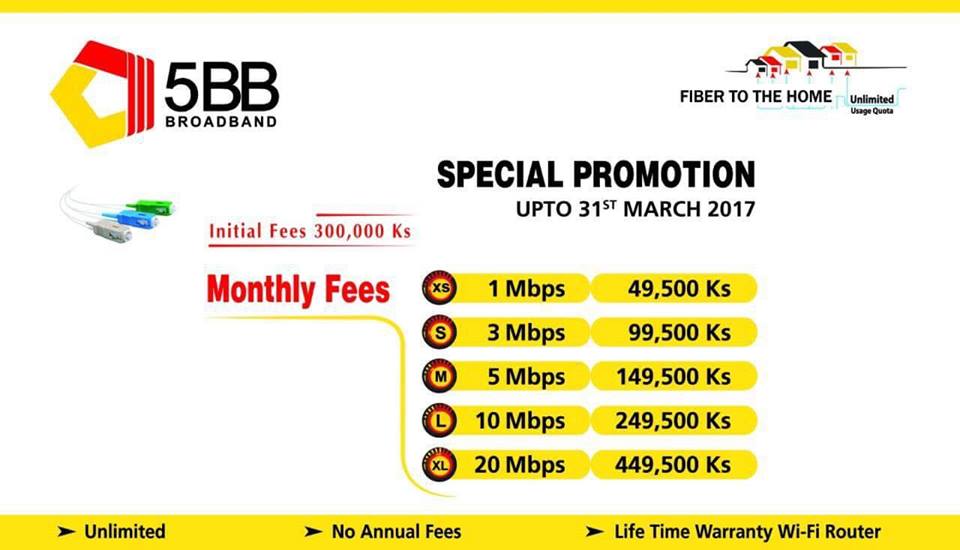 5BB
BROADBAND
FIBER TO THE HOME
Unlimited
Usage Quota
SPECIAL PROMOTION
UPTO 31ST MARCH 2017
Initial Fees 300,000 Ks
Monthly Fees
XS 1 Mbps 49,500 Ks
S 3 Mbps 99,500 Ks
M 5 Mbps 149,500 Ks
L 10 Mbps 249,500 Ks
XL 20 Mbps 449,500 Ks
➤ Unlimited ➤ No Annual Fees ➤ Life Time Warranty Wi-Fi Router